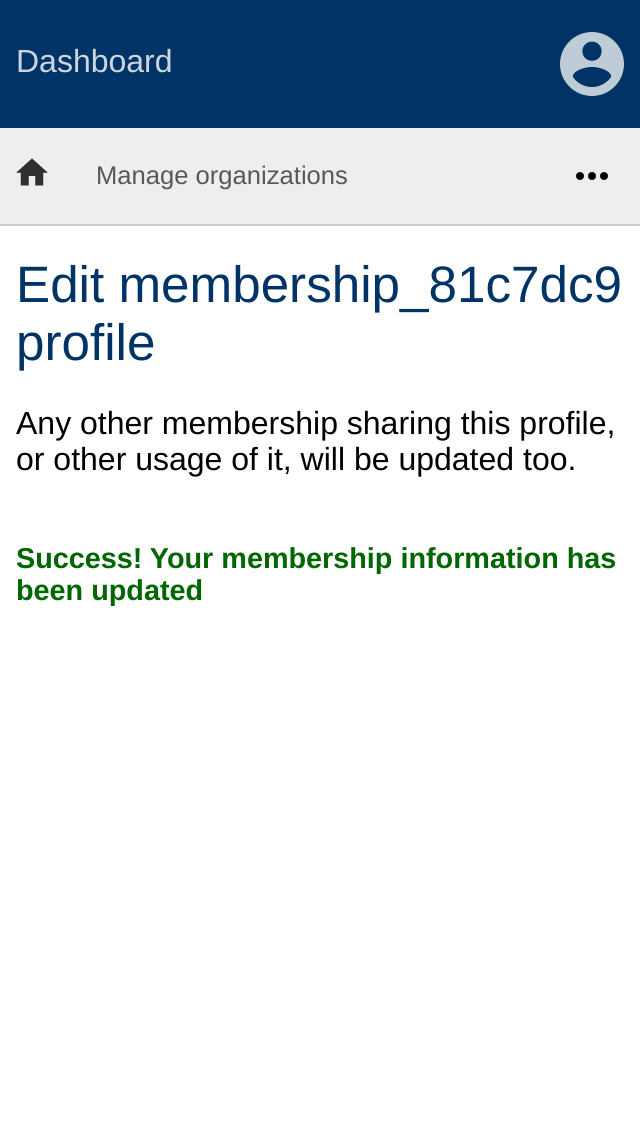 Dashboard
Manage organizations
Edit membership_81c7dc9
profile
Any other membership sharing this profile,
or other usage of it, will be updated too.
Success! Your membership information has
been updated